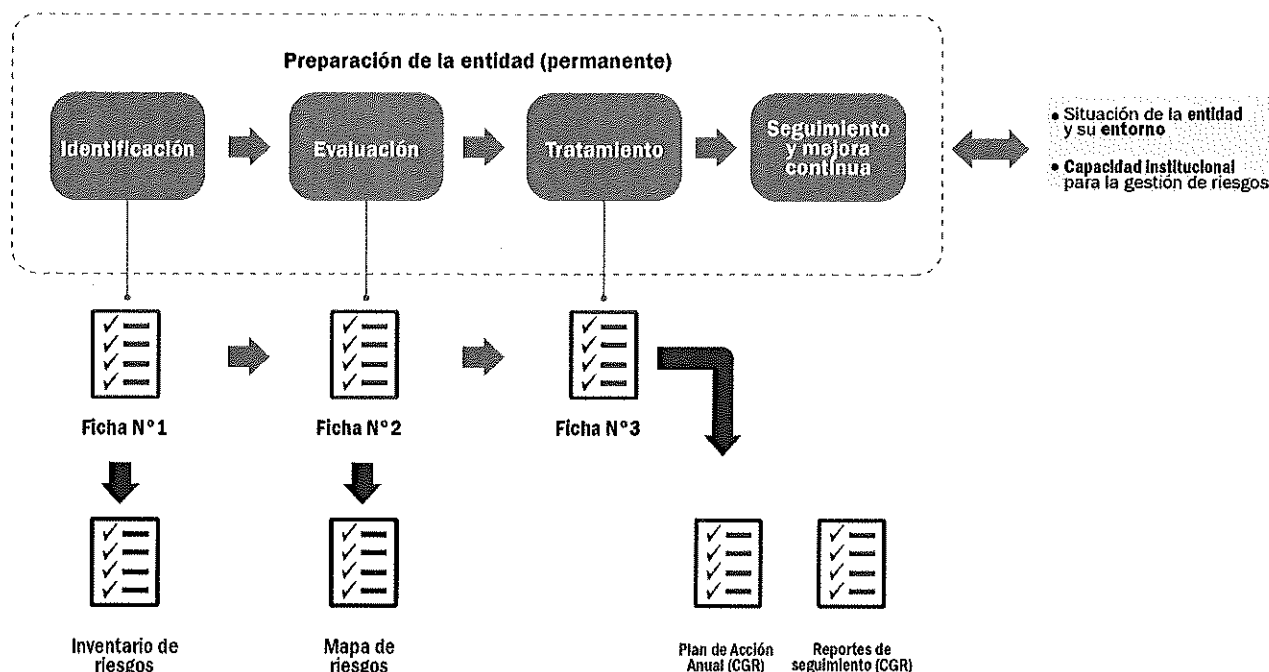 Preparación de la entidad (permanente)
Identificación
Evaluación
Tratamiento
Seguimiento
y mejora
contínua
• Situación de la entidad
y su entorno
• Capacidad institucional
para la gestión de riesgos
Ficha N°1
Ficha N°2
Ficha N°3
Inventario de
riesgos
Mapa de
riesgos
Plan de Acción
Anual (CGR)
Reportes de
seguimiento (CGR)